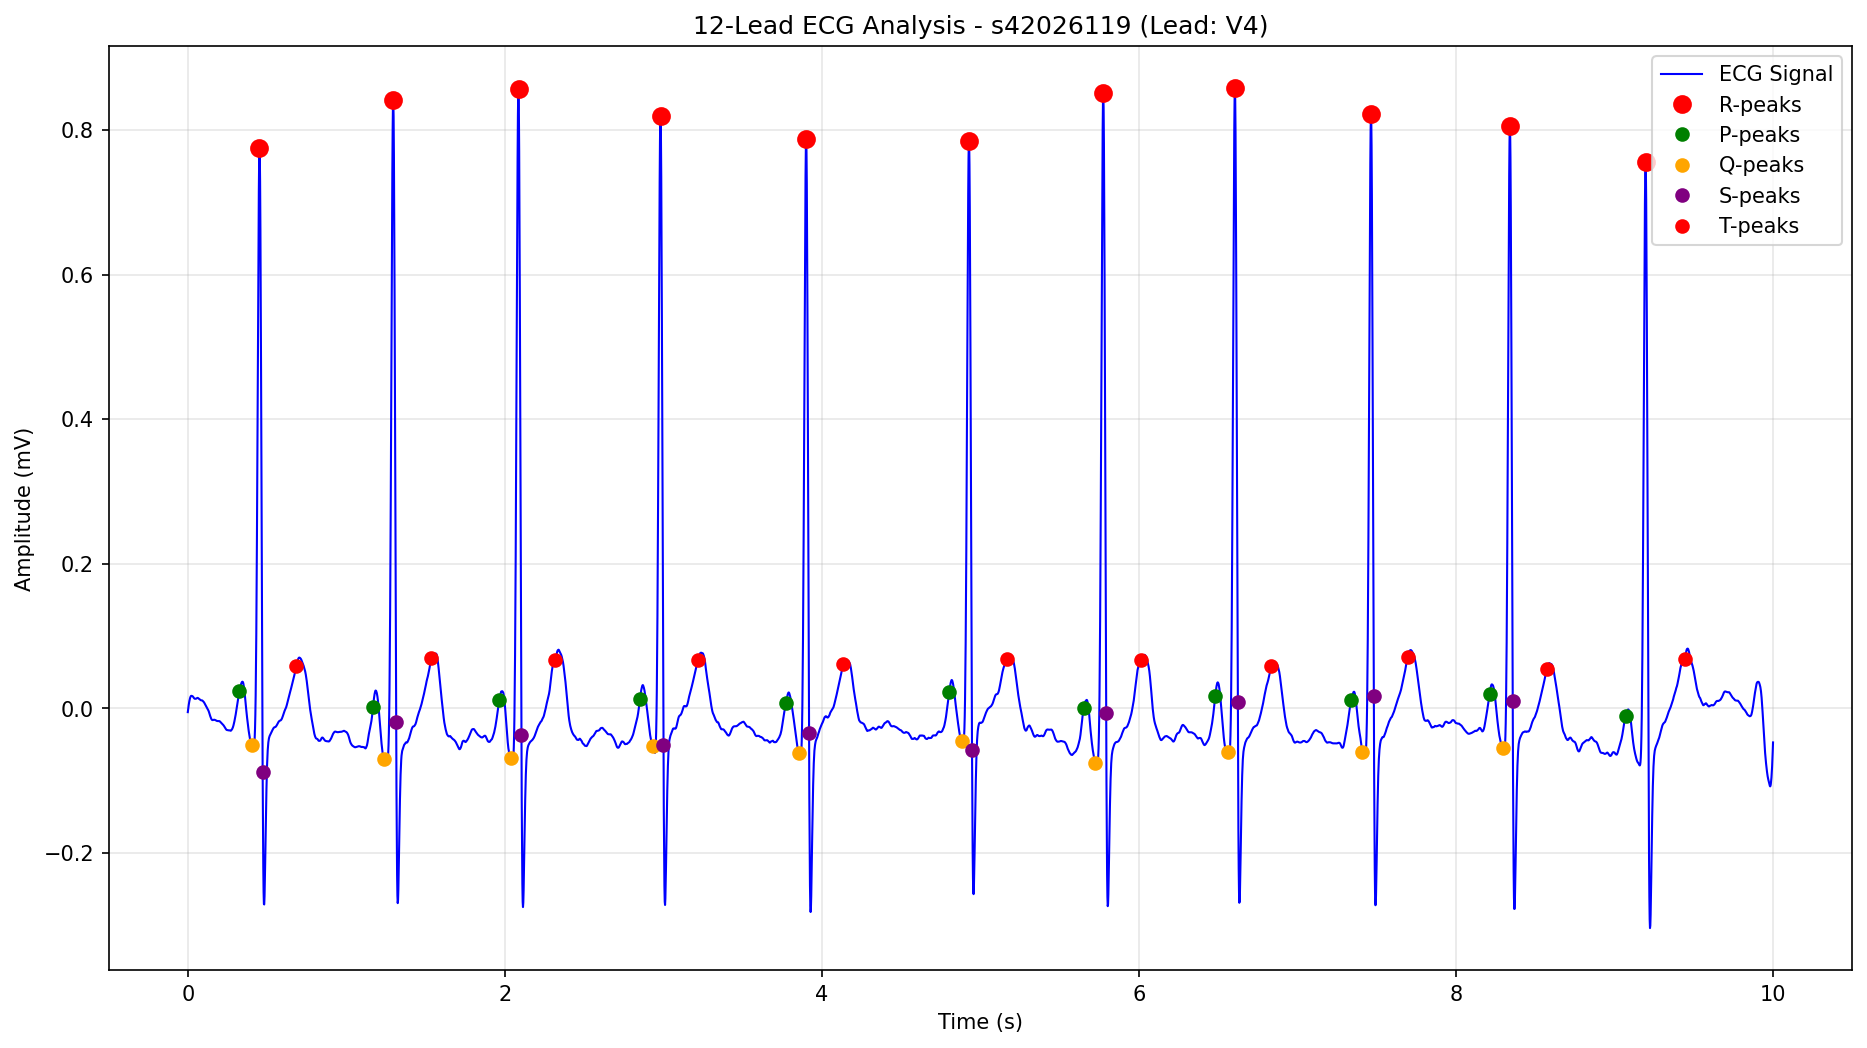 12-Lead ECG Analysis - s42026119 (Lead: V4)
ECG Signal
R-peaks
P-peaks
Q-peaks
S-peaks
T-peaks
Amplitude (mV)
0.8
0.6
0.4
0.2
0.0
−0.2
0 2 4 6 8 10
Time (s)